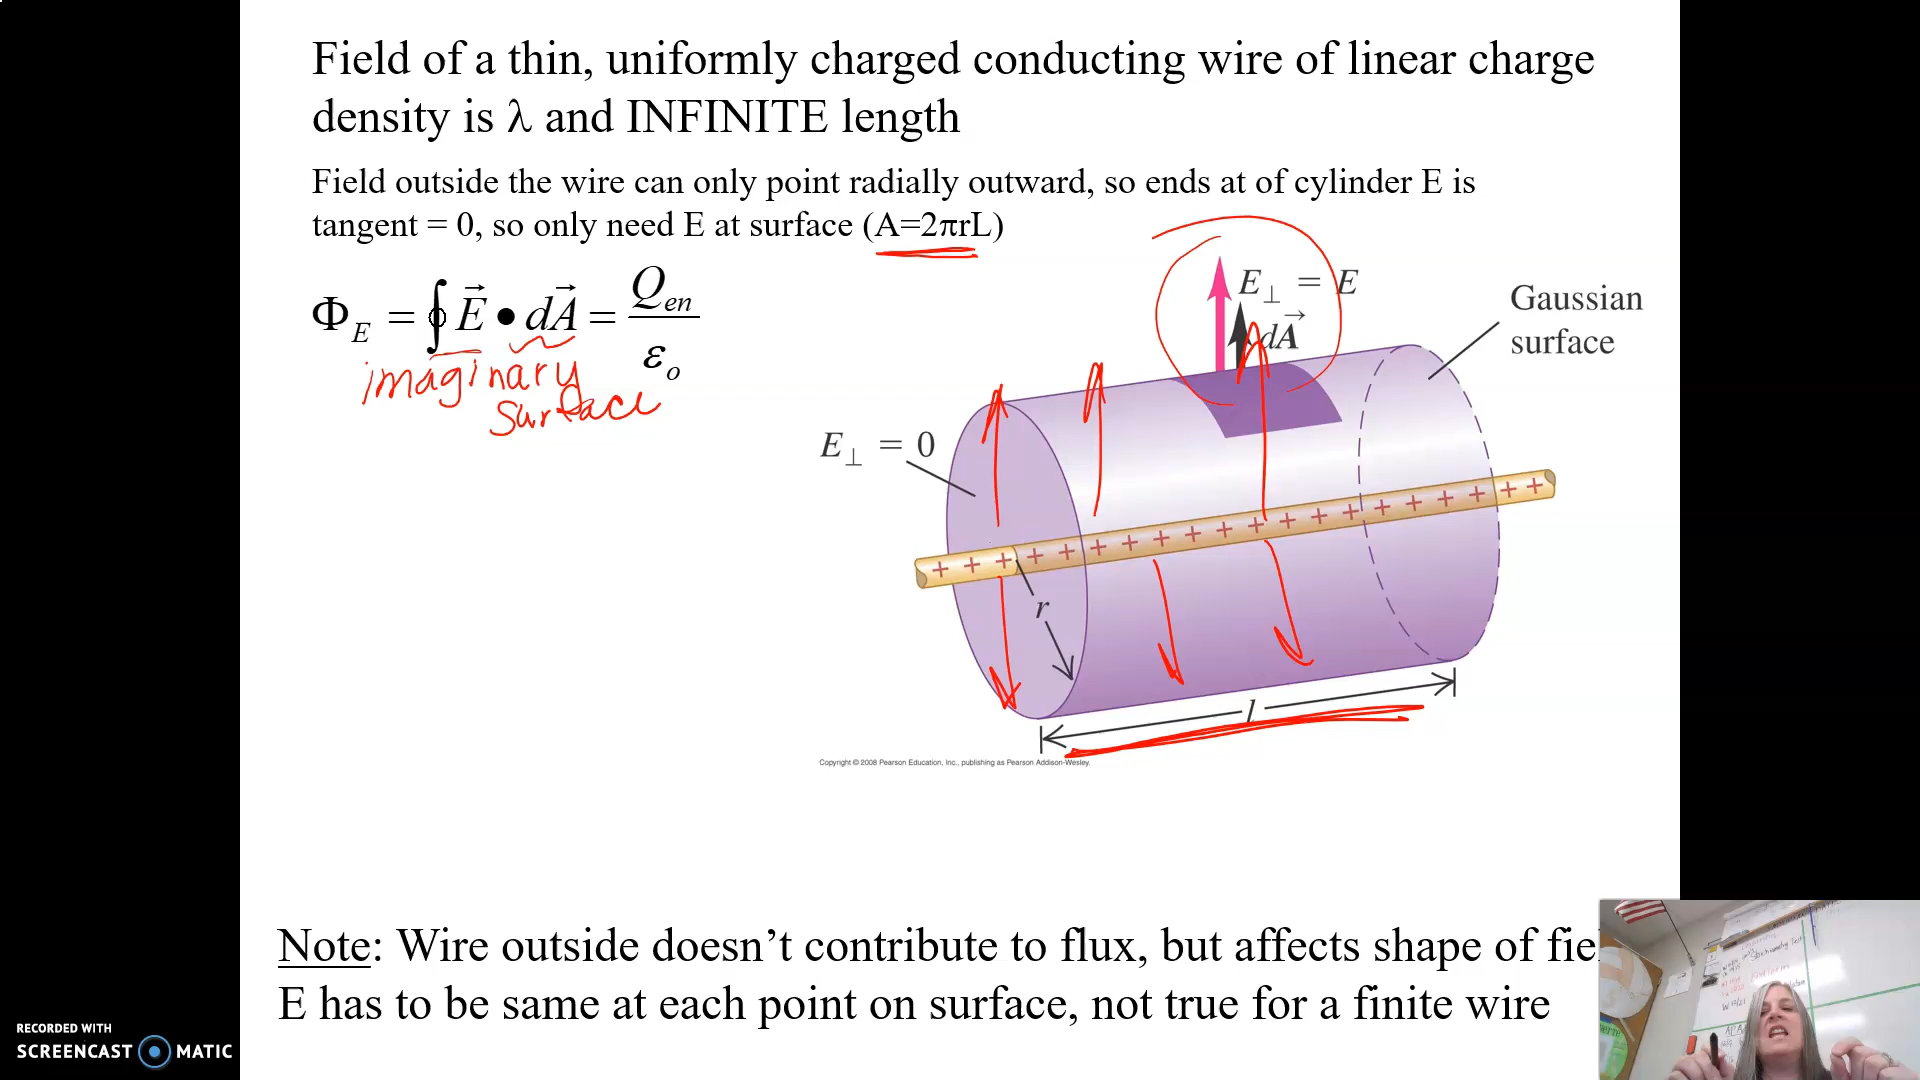 Field of a thin, uniformly charged conducting wire of linear charge
density is λ and INFINITE length
Field outside the wire can only point radially outward, so ends at of cylinder E is
tangent = 0, so only need E at surface (A=2πrL)
Φ_E = ∮ E⃗ • dA⃗ = Q_en / ε_o
imaginary
surface
E⊥ = E
dA⃗
Gaussian
surface
E⊥ = 0
+ + + + + + + + + + + + + + + + + + + +
r
l
Copyright © 2008 Pearson Education, Inc., publishing as Pearson Addison-Wesley.
Note: Wire outside doesn’t contribute to flux, but affects shape of
E has to be same at each point on surface, not true for a finite wire
RECORDED WITH
SCREENCAST MATIC